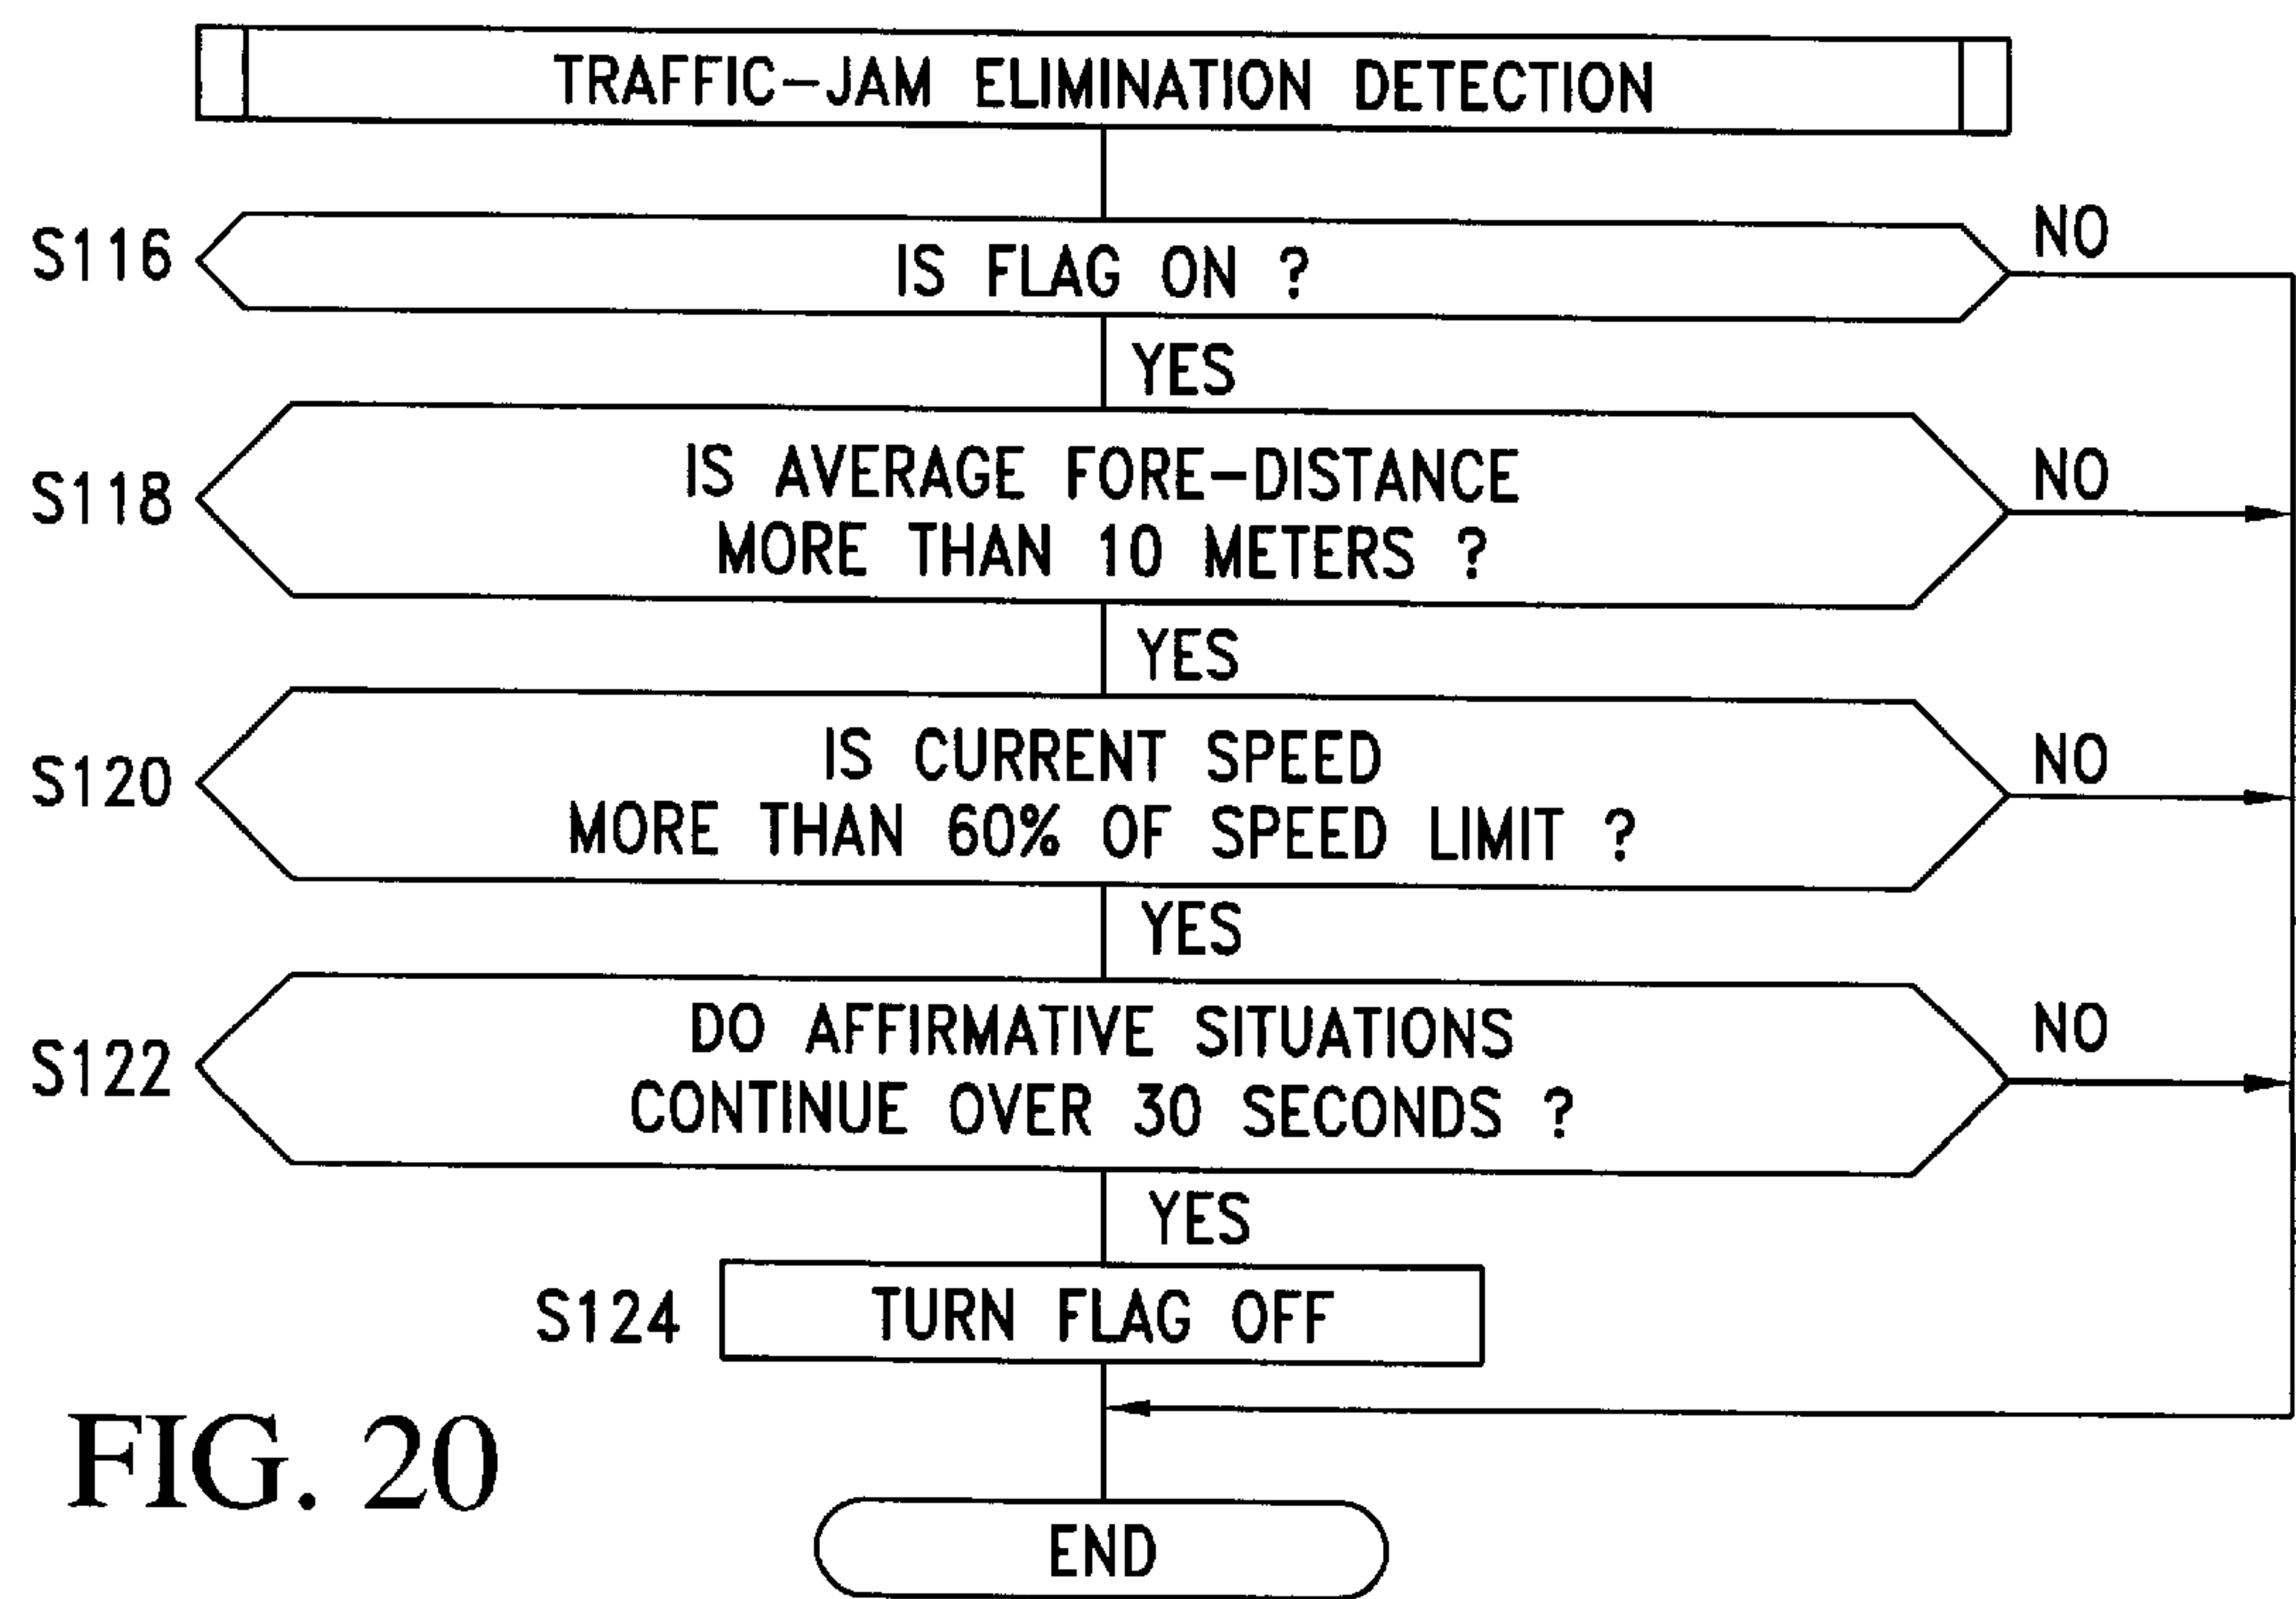 TRAFFIC-JAM ELIMINATION DETECTION
S116
IS FLAG ON ?
NO
YES
S118
IS AVERAGE FORE-DISTANCE
MORE THAN 10 METERS ?
NO
YES
S120
IS CURRENT SPEED
MORE THAN 60% OF SPEED LIMIT ?
NO
YES
S122
DO AFFIRMATIVE SITUATIONS
CONTINUE OVER 30 SECONDS ?
NO
YES
S124
TURN FLAG OFF
FIG. 20
END